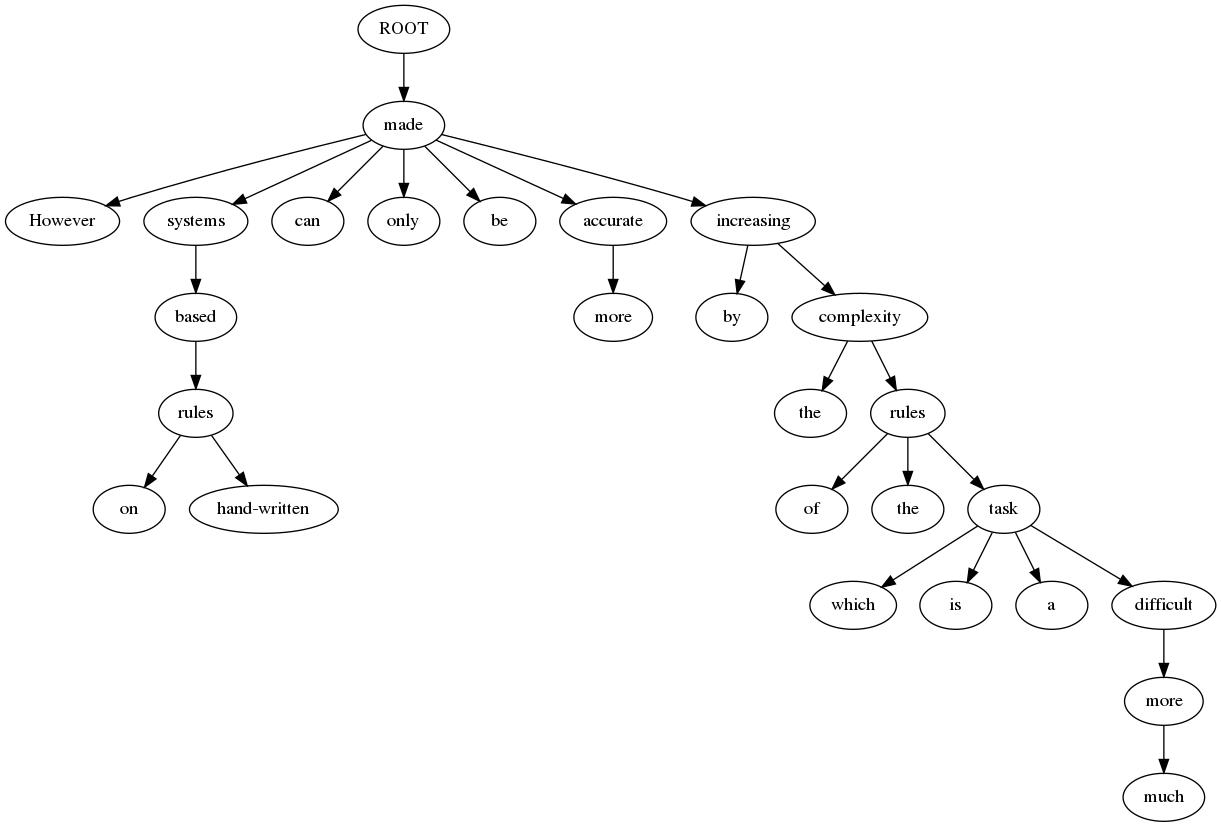 ROOT
made
However systems can only be accurate increasing
based more by complexity
rules the rules
on hand-written of the task
which is a difficult
more
much